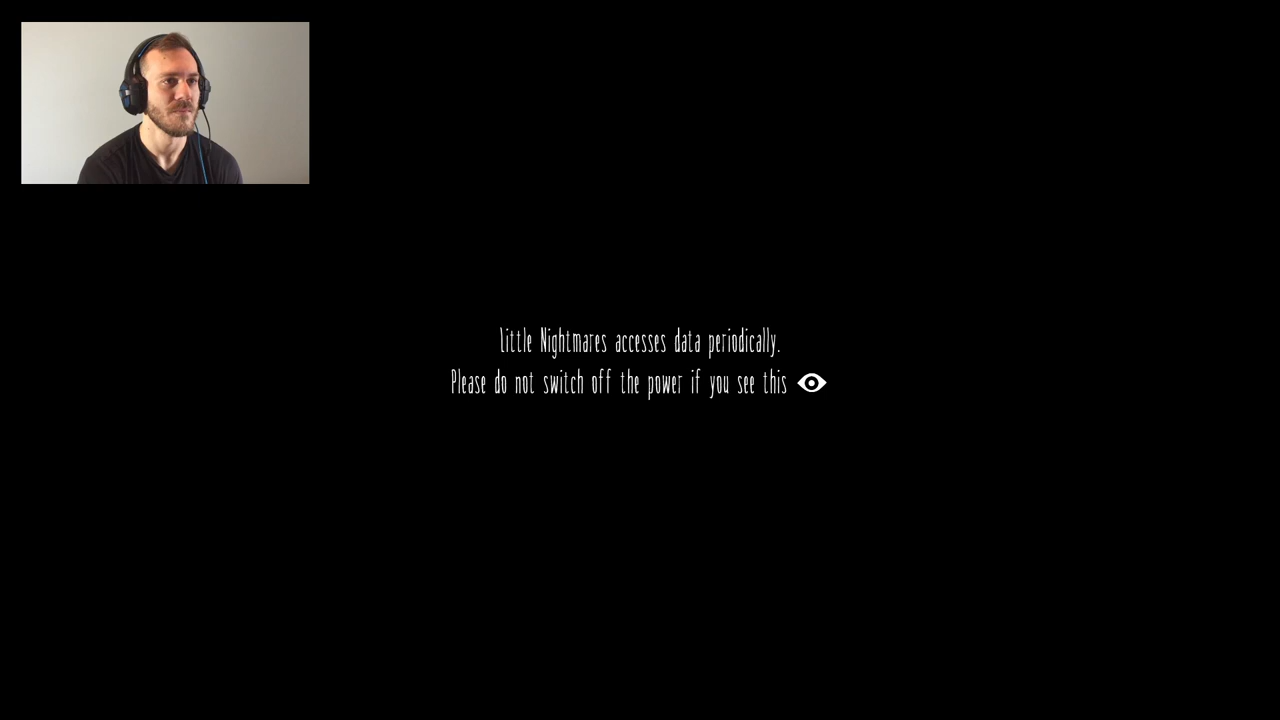 Little Nightmares accesses data periodically.
Please do not switch off the power if you see this